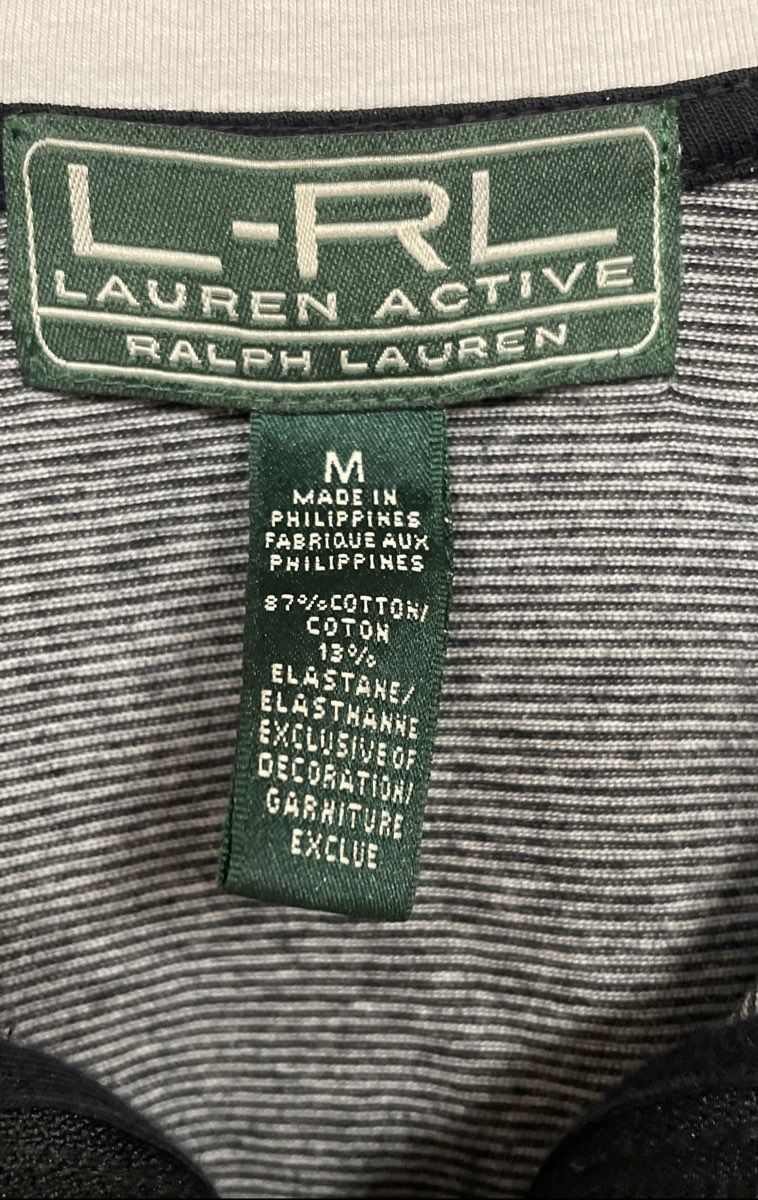 L-RL
LAUREN ACTIVE
RALPH LAUREN
M
MADE IN
PHILIPPINES
FABRIQUE AUX
PHILIPPINES
87% COTTON/
COTON
13%
ELASTANE/
ELASTHANNE
EXCLUSIVE OF
DECORATION/
GARNITURE
EXCLUE